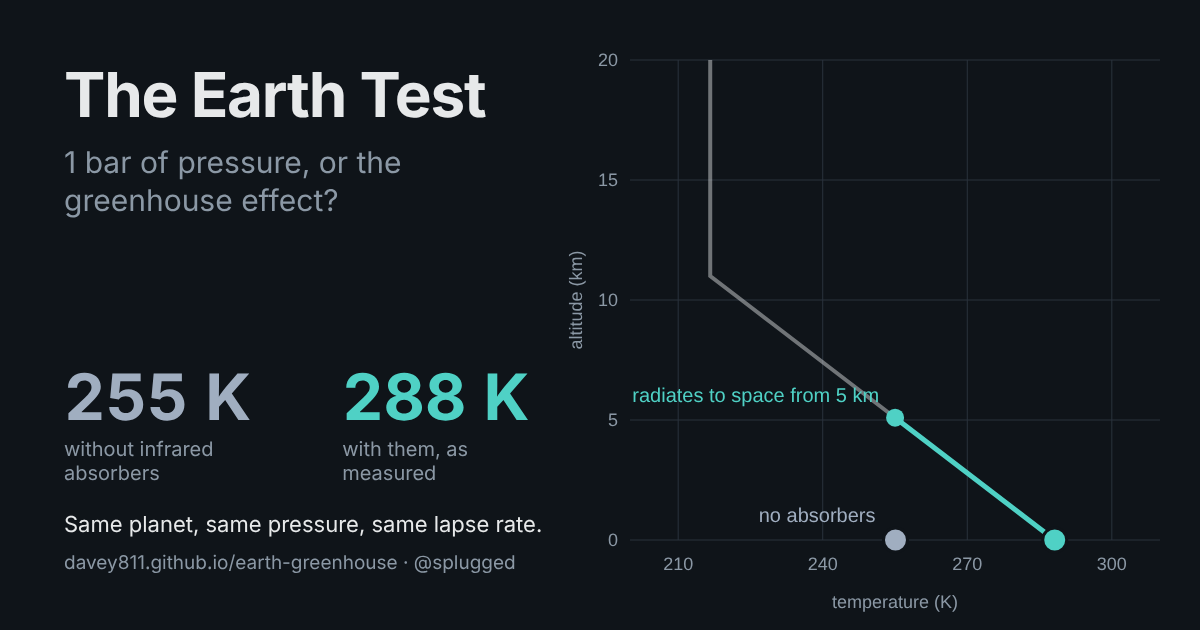 The Earth Test
1 bar of pressure, or the
greenhouse effect?
255 K
without infrared
absorbers
288 K
with them, as
measured
Same planet, same pressure, same lapse rate.
davey811.github.io/earth-greenhouse · @splugged
altitude (km)
20
15
10
5
0
radiates to space from 5 km
no absorbers
210
240
270
300
temperature (K)